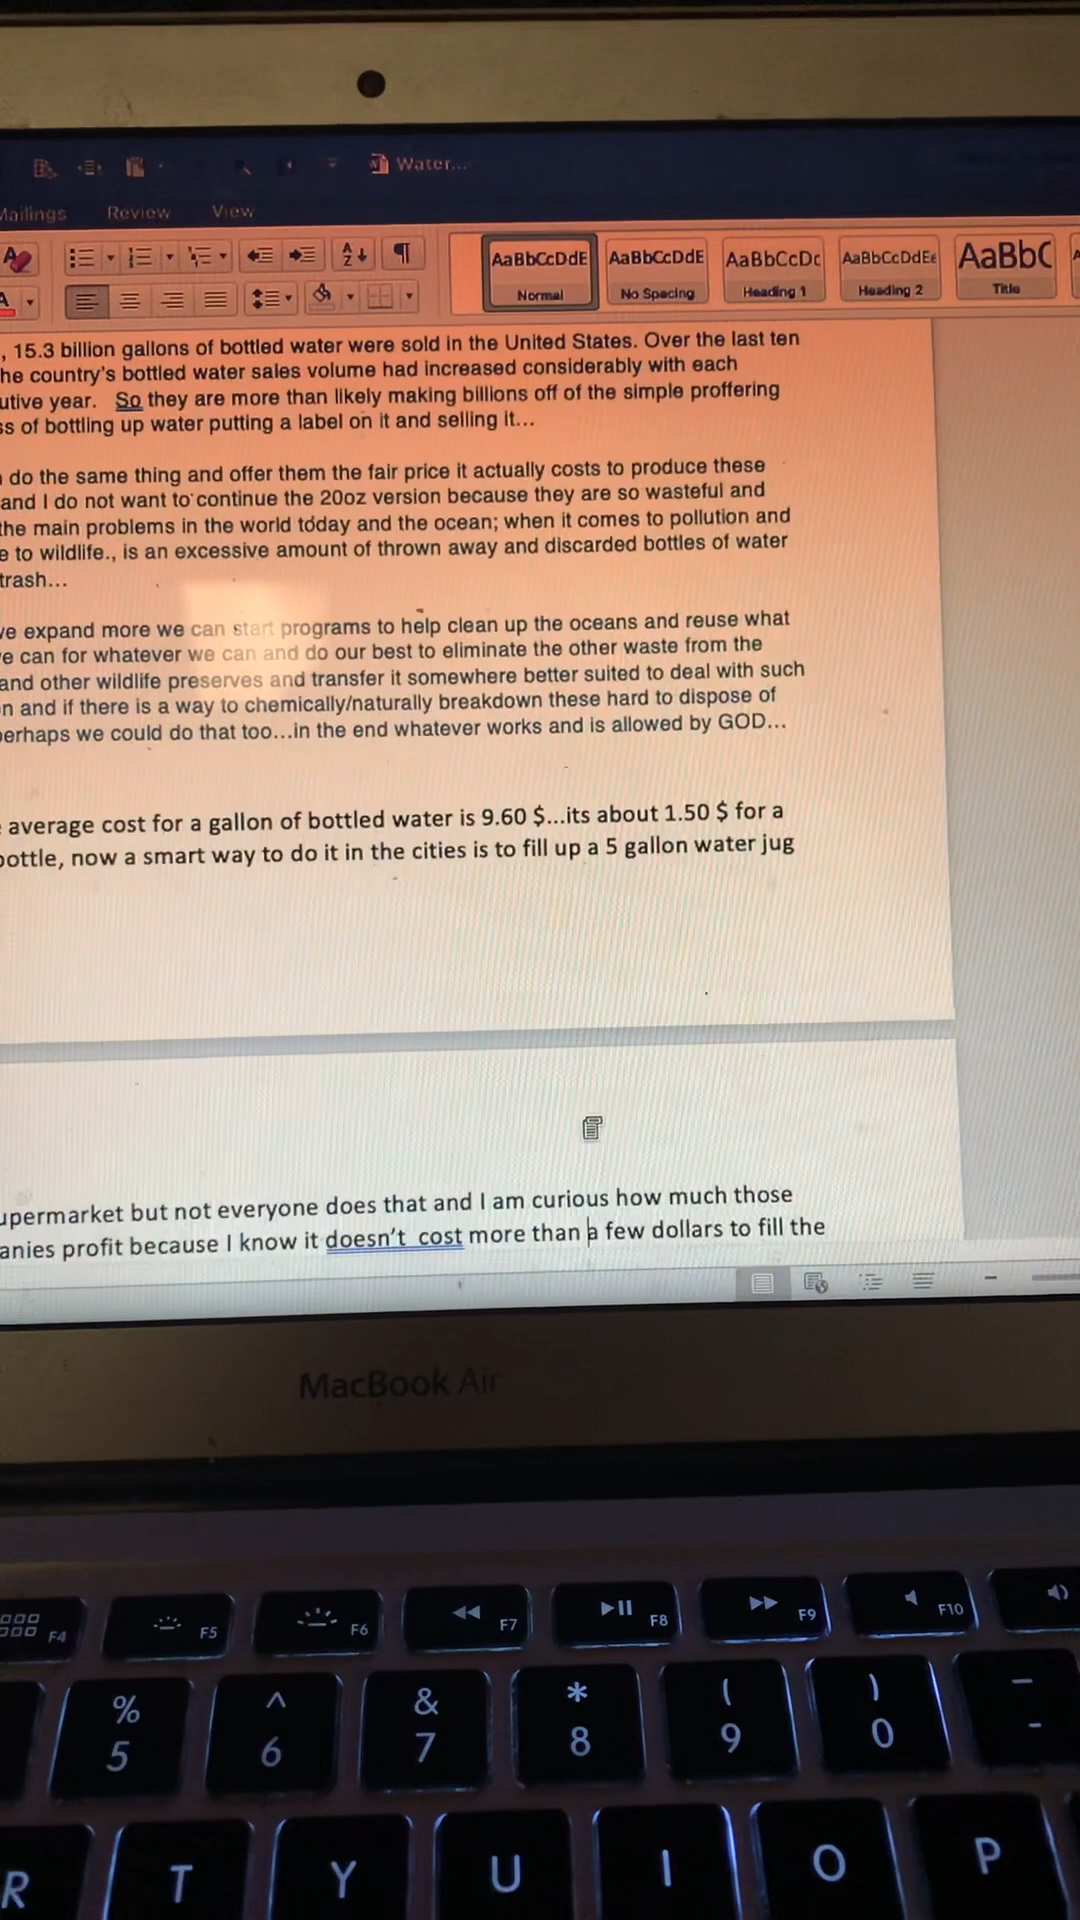 Water...
Mailings Review View
AaBbCcDdE AaBbCcDdE AaBbCcDc AaBbCcDdEe AaBbC
Normal No Spacing Heading 1 Heading 2 Title
, 15.3 billion gallons of bottled water were sold in the United States. Over the last ten
he country's bottled water sales volume had increased considerably with each
utive year. So they are more than likely making billions off of the simple proffering
ss of bottling up water putting a label on it and selling it...
do the same thing and offer them the fair price it actually costs to produce these
and I do not want to continue the 20oz version because they are so wasteful and
the main problems in the world today and the ocean; when it comes to pollution and
e to wildlife., is an excessive amount of thrown away and discarded bottles of water
trash...
ve expand more we can start programs to help clean up the oceans and reuse what
e can for whatever we can and do our best to eliminate the other waste from the
and other wildlife preserves and transfer it somewhere better suited to deal with such
n and if there is a way to chemically/naturally breakdown these hard to dispose of
perhaps we could do that too...in the end whatever works and is allowed by GOD...
average cost for a gallon of bottled water is 9.60 $...its about 1.50 $ for a
bottle, now a smart way to do it in the cities is to fill up a 5 gallon water jug
upermarket but not everyone does that and I am curious how much those
anies profit because I know it doesn't cost more than a few dollars to fill the
MacBook Air
F4 F5 F6 F7 F8 F9 F10
% ^ & * ( ) _
5 6 7 8 9 0 -
R T Y U I O P